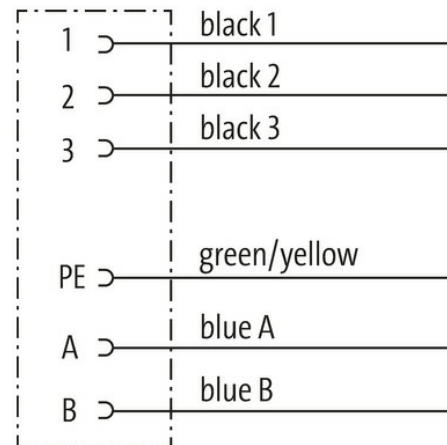 1 black 1
2 black 2
3 black 3
PE green/yellow
A blue A
B blue B